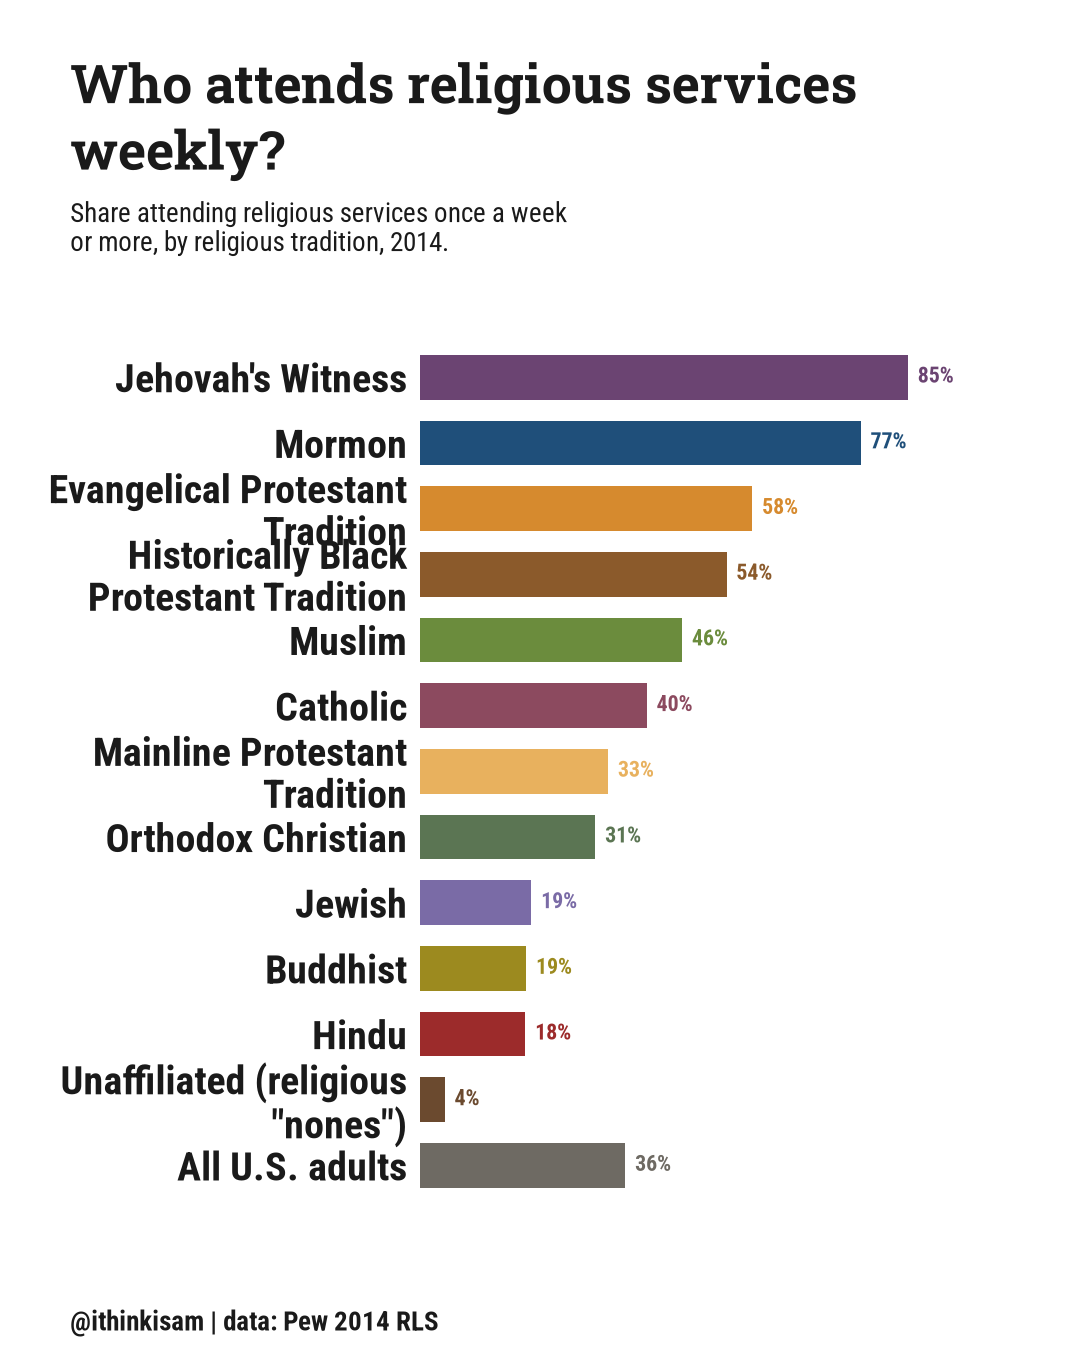 Who attends religious services
weekly?
Share attending religious services once a week
or more, by religious tradition, 2014.
Jehovah's Witness 85%
Mormon 77%
Evangelical Protestant
Tradition 58%
Historically Black
Protestant Tradition 54%
Muslim 46%
Catholic 40%
Mainline Protestant
Tradition 33%
Orthodox Christian 31%
Jewish 19%
Buddhist 19%
Hindu 18%
Unaffiliated (religious
"nones") 4%
All U.S. adults 36%
@ithinkisam | data: Pew 2014 RLS